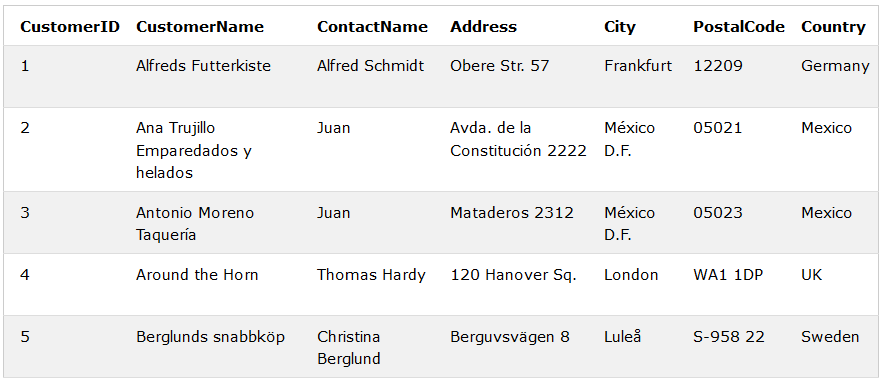 CustomerID CustomerName ContactName Address City PostalCode Country
1 Alfreds Futterkiste Alfred Schmidt Obere Str. 57 Frankfurt 12209 Germany
2 Ana Trujillo Juan Avda. de la México 05021 Mexico
Emparedados y Constitución 2222 D.F.
helados
3 Antonio Moreno Juan Mataderos 2312 México 05023 Mexico
Taquería D.F.
4 Around the Horn Thomas Hardy 120 Hanover Sq. London WA1 1DP UK
5 Berglunds snabbköp Christina Berguvsvägen 8 Luleå S-958 22 Sweden
Berglund